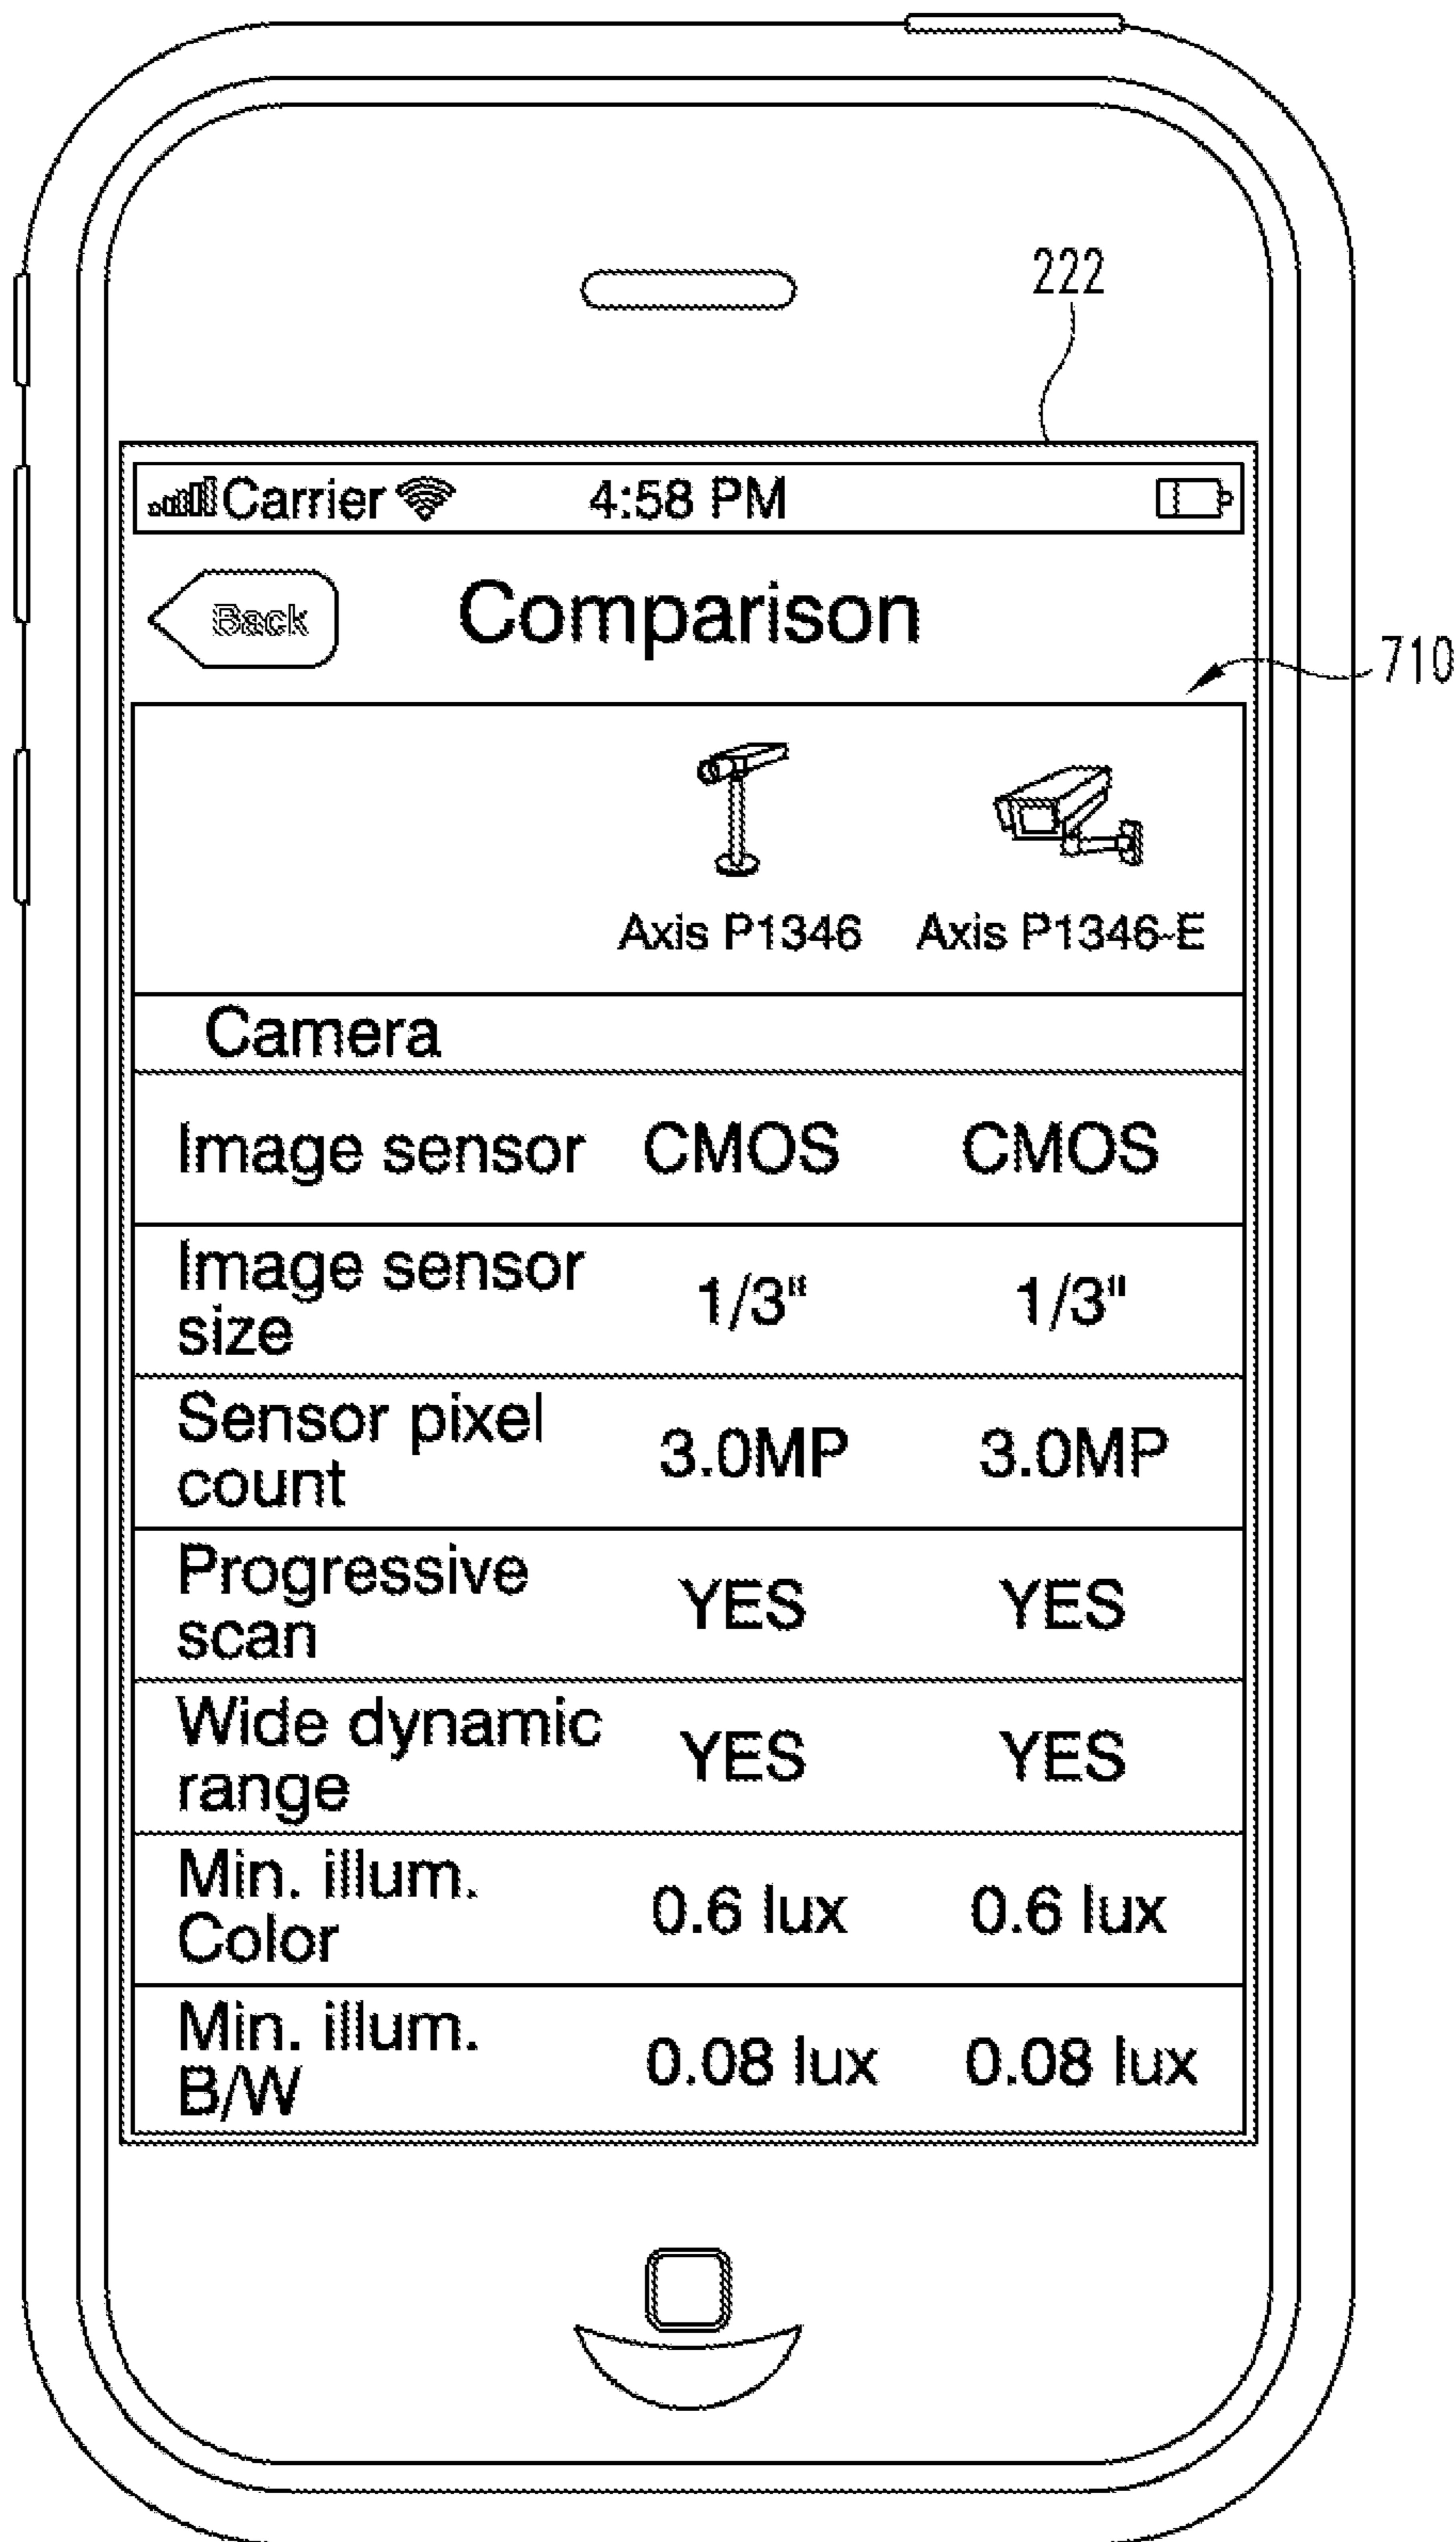 222
Carrier 4:58 PM
Back Comparison
710
Axis P1346 Axis P1346-E
Camera
Image sensor CMOS CMOS
Image sensor
size 1/3" 1/3"
Sensor pixel
count 3.0MP 3.0MP
Progressive
scan YES YES
Wide dynamic
range YES YES
Min. illum.
Color 0.6 lux 0.6 lux
Min. illum.
B/W 0.08 lux 0.08 lux